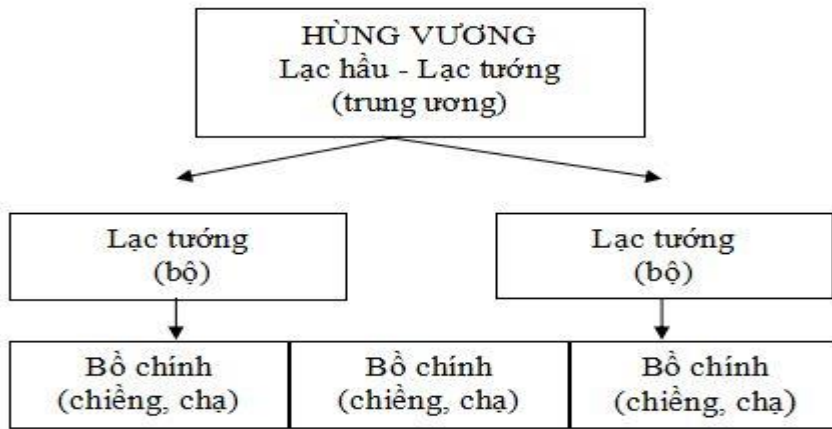 HÙNG VƯƠNG
Lạc hầu - Lạc tướng
(trung ương)
Lạc tướng
(bộ)
Lạc tướng
(bộ)
Bồ chính
(chiềng, chạ)
Bồ chính
(chiềng, chạ)
Bồ chính
(chiềng, chạ)